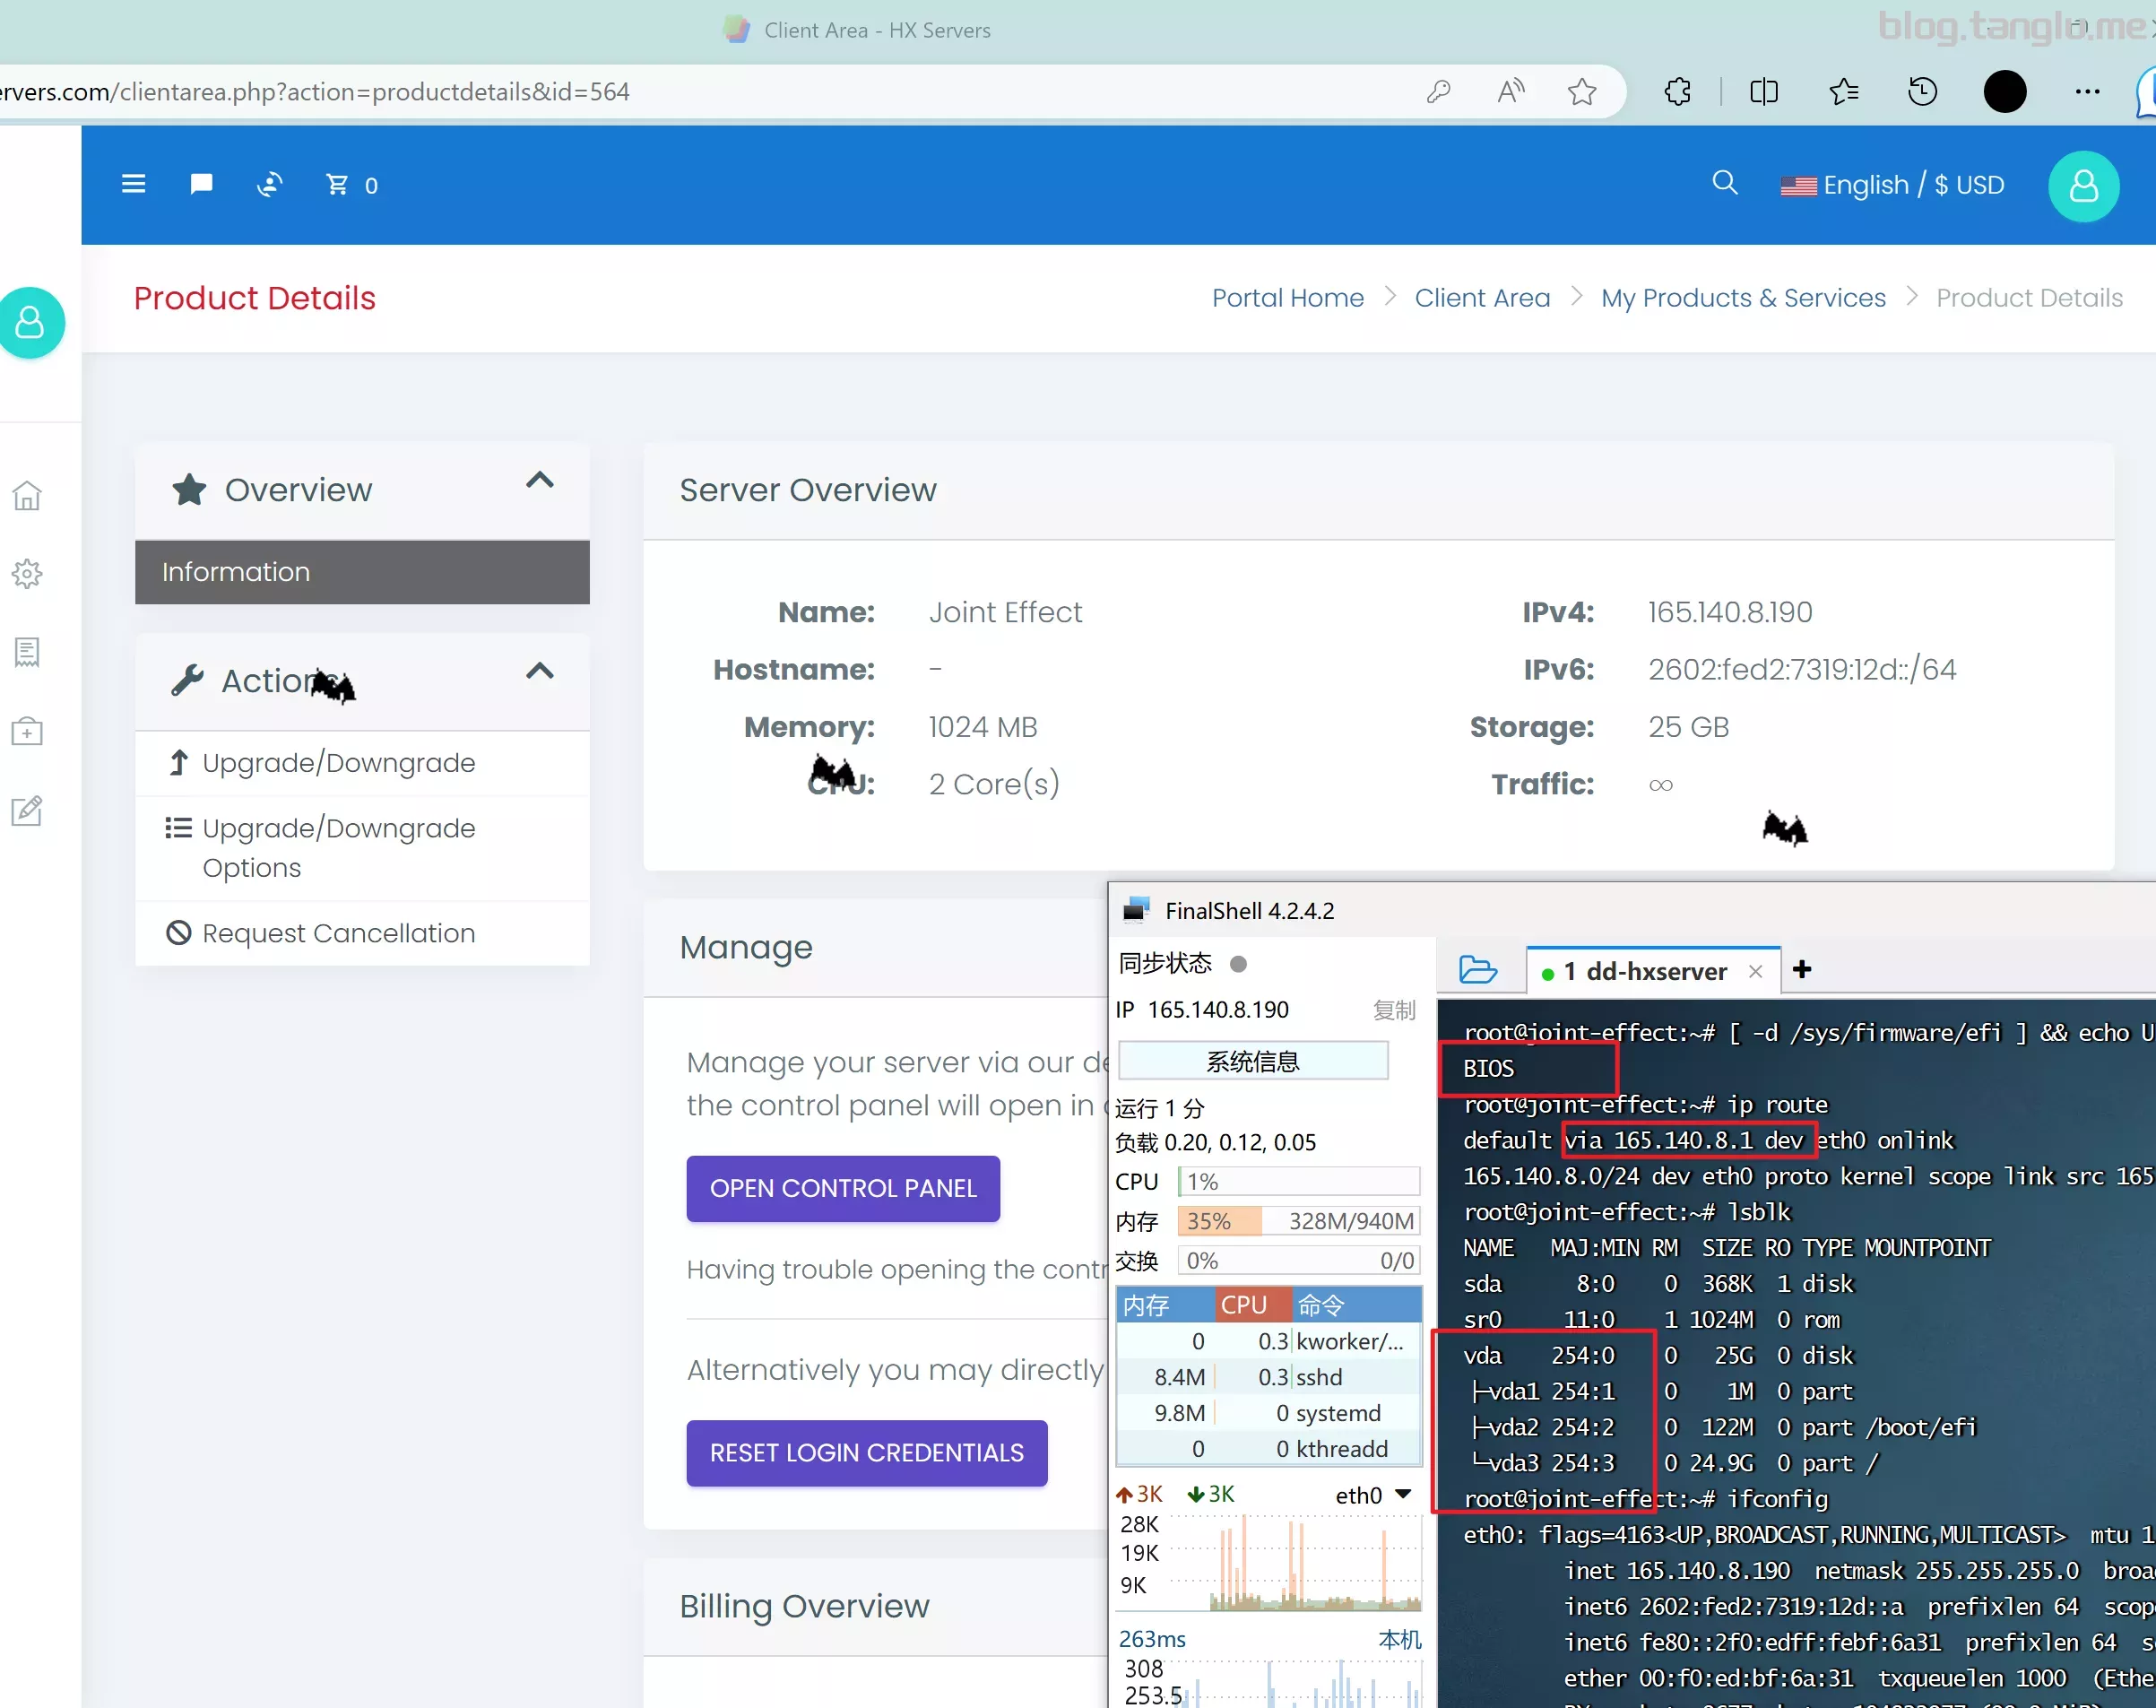 Client Area - HX Servers
blog.tanglu.me
ervers.com/clientarea.php?action=productdetails&id=564
0
English / $ USD
Product Details
Portal Home
Client Area
My Products & Services
Product Details
Overview
Information
Actions
Upgrade/Downgrade
Upgrade/Downgrade
Options
Request Cancellation
Server Overview
Name: Joint Effect
IPv4: 165.140.8.190
Hostname: -
IPv6: 2602:fed2:7319:12d::/64
Memory: 1024 MB
Storage: 25 GB
CPU: 2 Core(s)
Traffic: ∞
Manage
Manage your server via our de
the control panel will open in
OPEN CONTROL PANEL
Having trouble opening the contr
Alternatively you may directly
RESET LOGIN CREDENTIALS
Billing Overview
FinalShell 4.2.4.2
同步状态
IP 165.140.8.190 复制
系统信息
运行 1 分
负载 0.20, 0.12, 0.05
CPU 1%
内存 35% 328M/940M
交换 0% 0/0
内存 CPU 命令
0 0.3 kworker/...
8.4M 0.3 sshd
9.8M 0 systemd
0 0 kthreadd
3K 3K eth0
28K
19K
9K
263ms 本机
308
253.5
1 dd-hxserver
root@joint-effect:~# [ -d /sys/firmware/efi ] && echo U
BIOS
root@joint-effect:~# ip route
default via 165.140.8.1 dev eth0 onlink
165.140.8.0/24 dev eth0 proto kernel scope link src 165
root@joint-effect:~# lsblk
NAME MAJ:MIN RM SIZE RO TYPE MOUNTPOINT
sda 8:0 0 368K 1 disk
sr0 11:0 1 1024M 0 rom
vda 254:0 0 25G 0 disk
├─vda1 254:1 0 1M 0 part
├─vda2 254:2 0 122M 0 part /boot/efi
└─vda3 254:3 0 24.9G 0 part /
root@joint-effect:~# ifconfig
eth0: flags=4163<UP,BROADCAST,RUNNING,MULTICAST> mtu 1
inet 165.140.8.190 netmask 255.255.255.0 broa
inet6 2602:fed2:7319:12d::a prefixlen 64 scop
inet6 fe80::2f0:edff:febf:6a31 prefixlen 64 s
ether 00:f0:ed:bf:6a:31 txqueuelen 1000 (Ethe